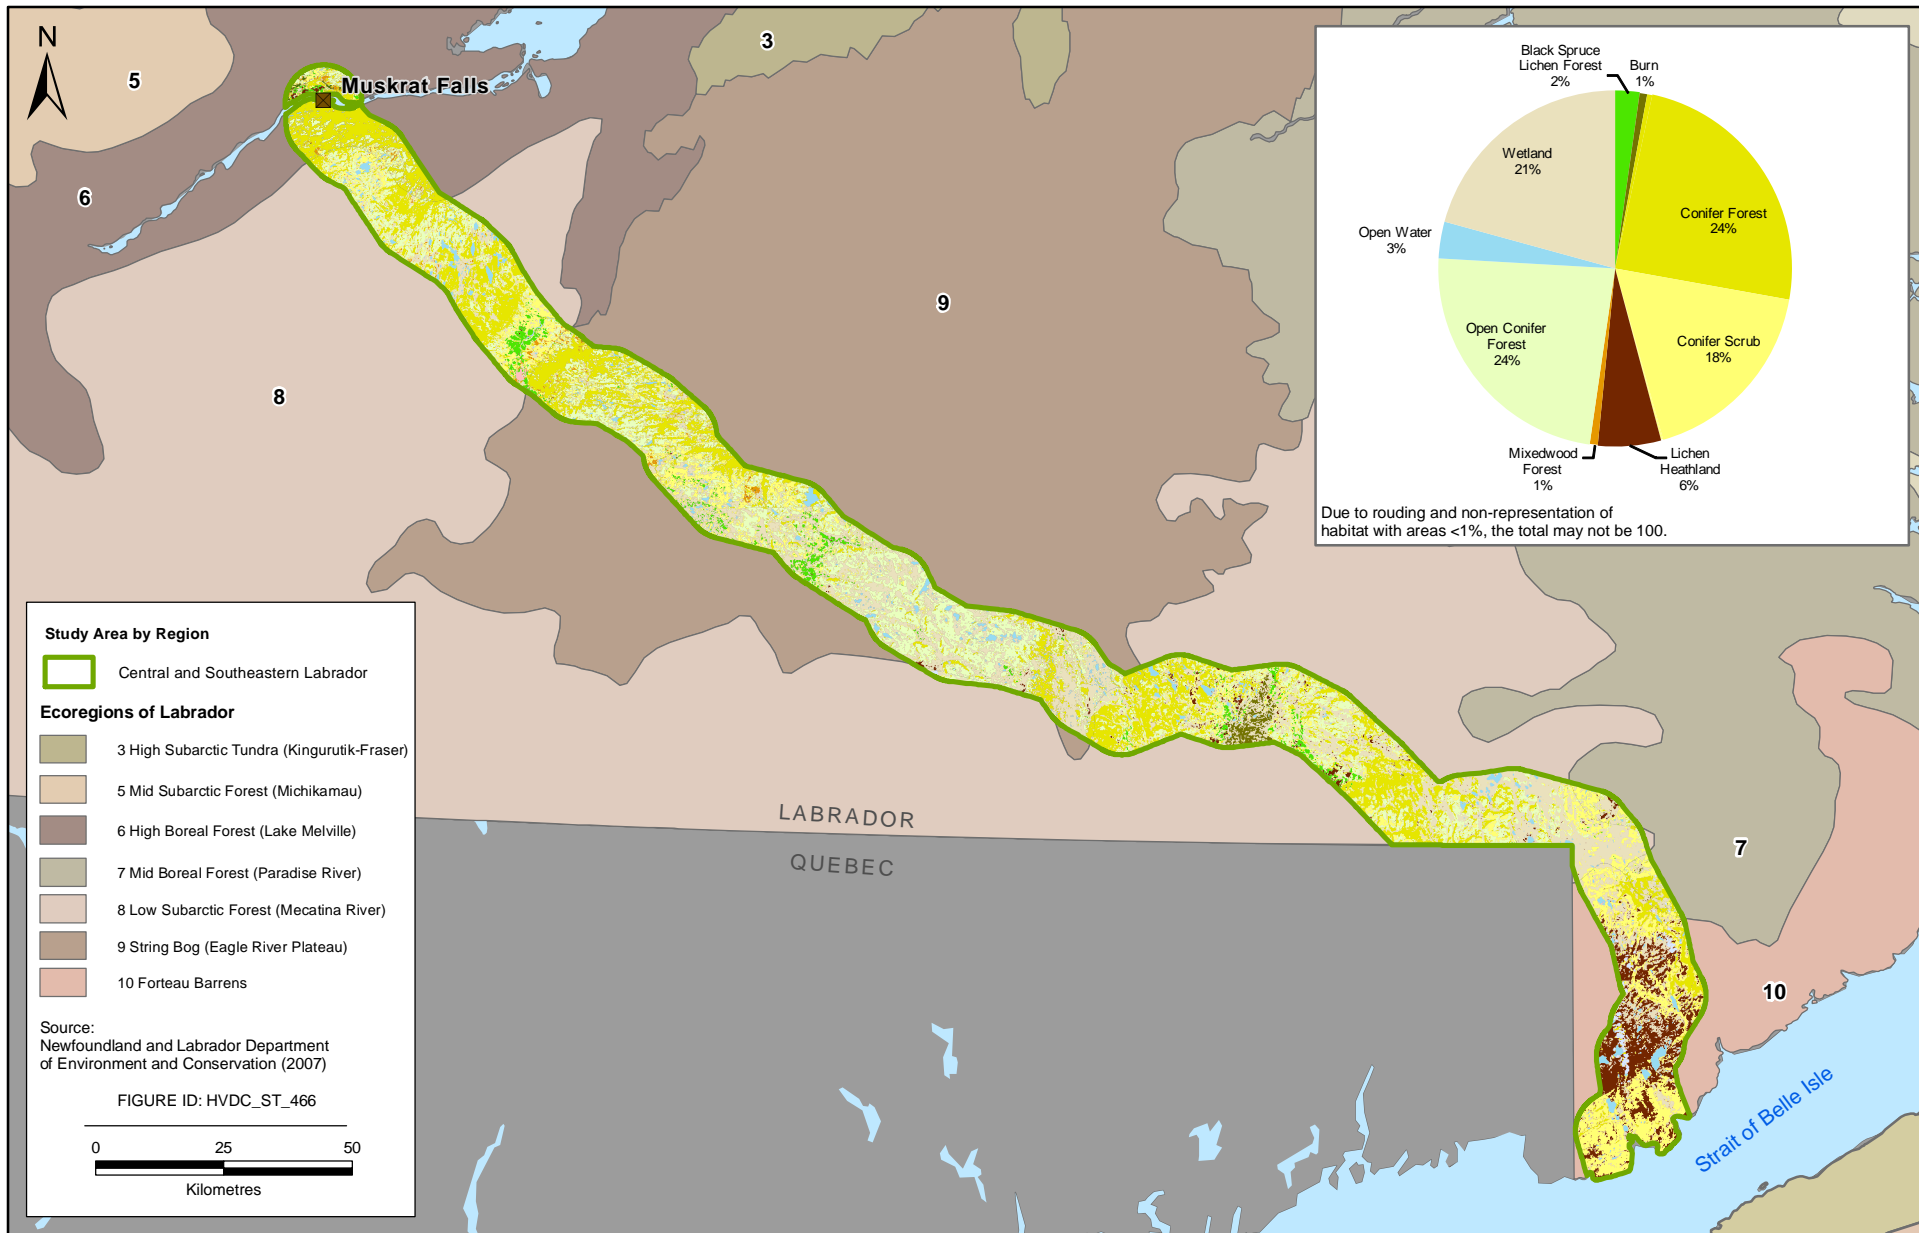 N
5
3
Muskrat Falls
6
8
9
7
10
LABRADOR
QUEBEC
Strait of Belle Isle
Black Spruce
Lichen Forest
2%
Burn
1%
Wetland
21%
Conifer Forest
24%
Open Water
3%
Open Conifer
Forest
24%
Conifer Scrub
18%
Mixedwood
Forest
1%
Lichen
Heathland
6%
Due to rouding and non-representation of
habitat with areas <1%, the total may not be 100.
Study Area by Region
Central and Southeastern Labrador
Ecoregions of Labrador
3 High Subarctic Tundra (Kingurutik-Fraser)
5 Mid Subarctic Forest (Michikamau)
6 High Boreal Forest (Lake Melville)
7 Mid Boreal Forest (Paradise River)
8 Low Subarctic Forest (Mecatina River)
9 String Bog (Eagle River Plateau)
10 Forteau Barrens
Source:
Newfoundland and Labrador Department
of Environment and Conservation (2007)
FIGURE ID: HVDC_ST_466
0 25 50
Kilometres